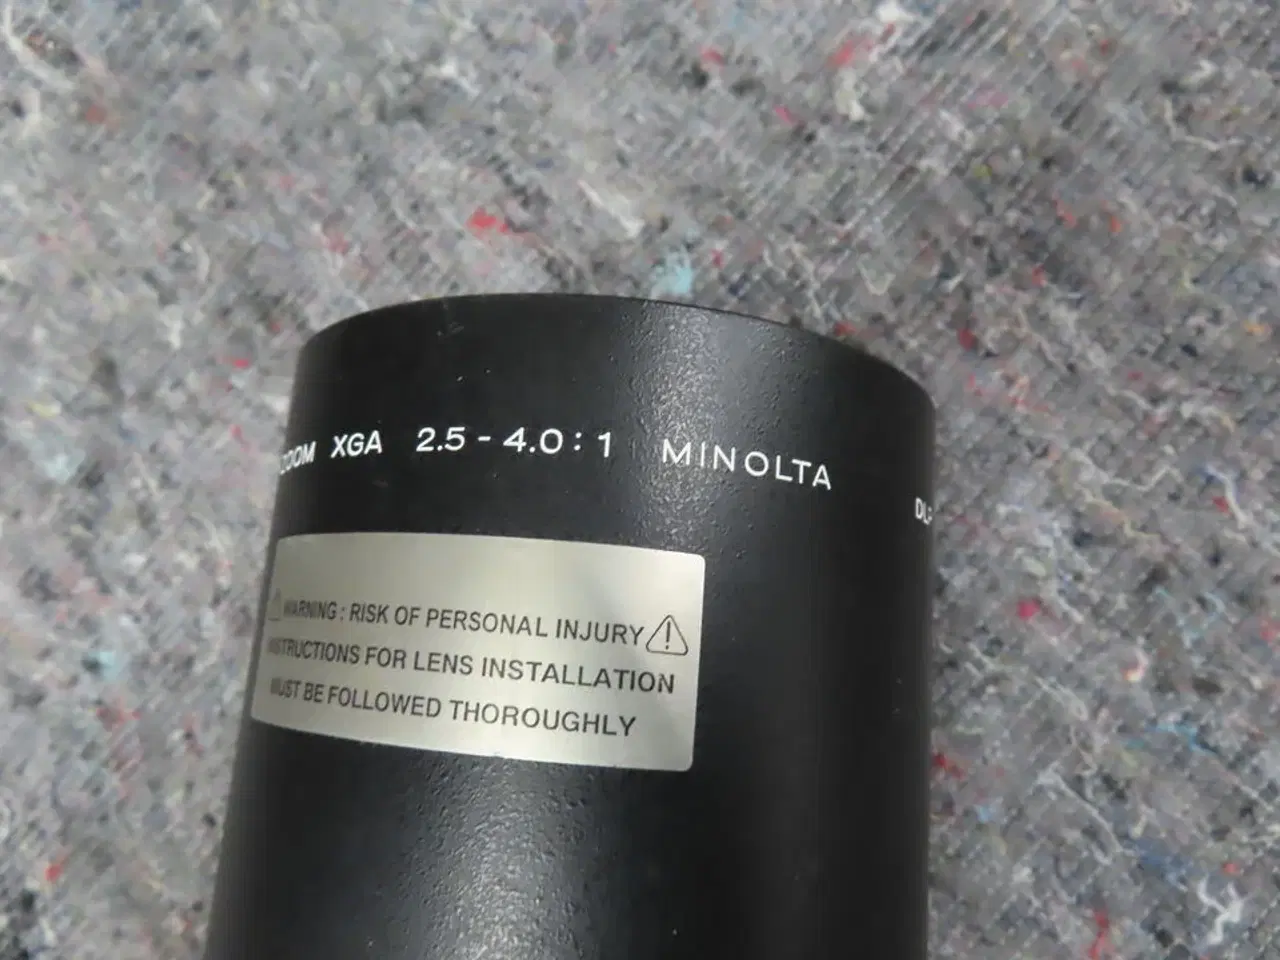 ZOOM XGA 2.5 - 4.0 : 1 MINOLTA
WARNING : RISK OF PERSONAL INJURY
INSTRUCTIONS FOR LENS INSTALLATION
MUST BE FOLLOWED THOROUGHLY